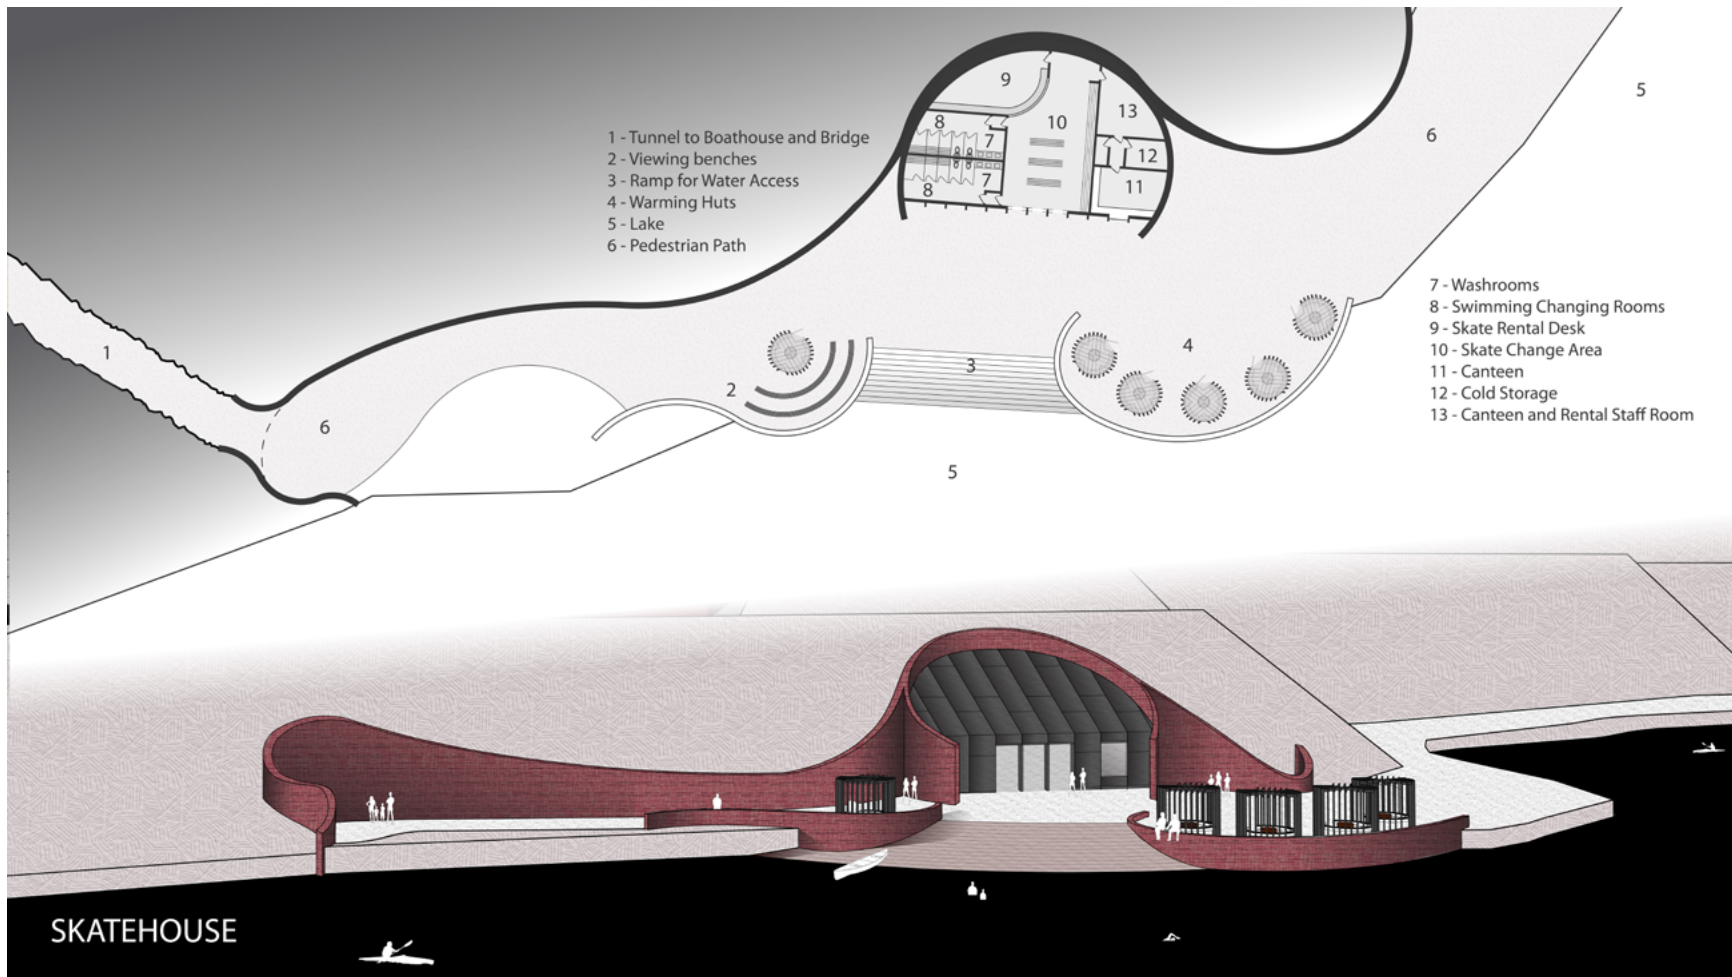 9
5
13
8
10
6
7
12
7
11
8
1 - Tunnel to Boathouse and Bridge
2 - Viewing benches
3 - Ramp for Water Access
4 - Warming Huts
5 - Lake
6 - Pedestrian Path
7 - Washrooms
8 - Swimming Changing Rooms
9 - Skate Rental Desk
10 - Skate Change Area
11 - Canteen
12 - Cold Storage
13 - Canteen and Rental Staff Room
1
4
3
2
6
5
SKATEHOUSE